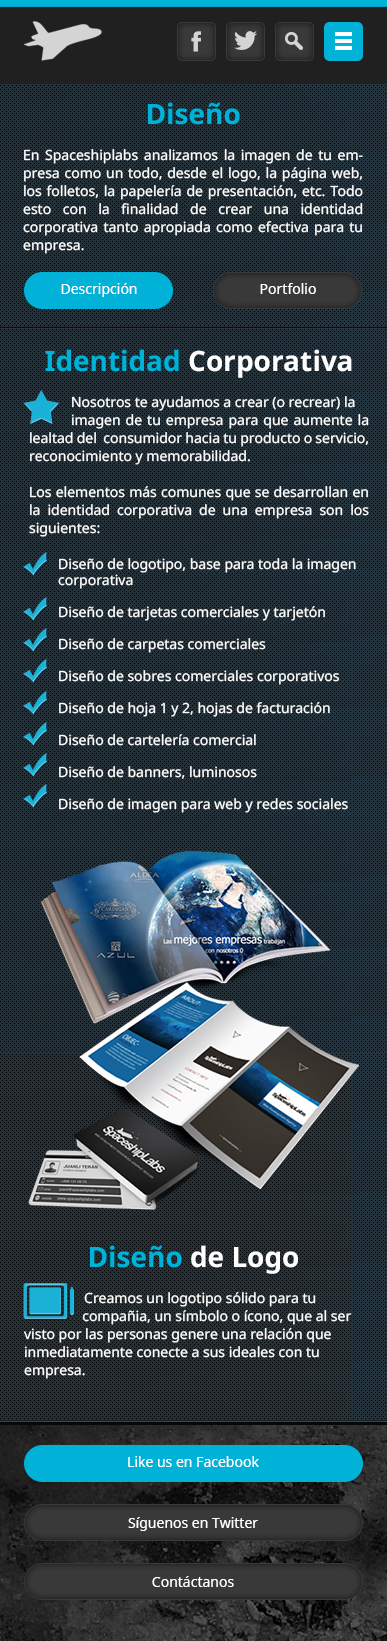 Diseño
En Spaceshiplabs analizamos la imagen de tu em-
presa como un todo, desde el logo, la página web,
los folletos, la papelería de presentación, etc. Todo
esto con la finalidad de crear una identidad
corporativa tanto apropiada como efectiva para tu
empresa.
Descripción
Portfolio
Identidad Corporativa
Nosotros te ayudamos a crear (o recrear) la
imagen de tu empresa para que aumente la
lealtad del consumidor hacia tu producto o servicio,
reconocimiento y memorabilidad.
Los elementos más comunes que se desarrollan en
la identidad corporativa de una empresa son los
siguientes:
Diseño de logotipo, base para toda la imagen
corporativa
Diseño de tarjetas comerciales y tarjetón
Diseño de carpetas comerciales
Diseño de sobres comerciales corporativos
Diseño de hoja 1 y 2, hojas de facturación
Diseño de cartelería comercial
Diseño de banners, luminosos
Diseño de imagen para web y redes sociales
ALDEA
CARDIGAN
AZUL
Las mejores empresas trabajan
con nosotros
ABOUT:
SpaceshipLabs
SpaceshipLabs
SpaceshipLabs
JUANLI TERÁN
Diseño de Logo
Creamos un logotipo sólido para tu
compañia, un símbolo o ícono, que al ser
visto por las personas genere una relación que
inmediatamente conecte a sus ideales con tu
empresa.
Like us en Facebook
Síguenos en Twitter
Contáctanos